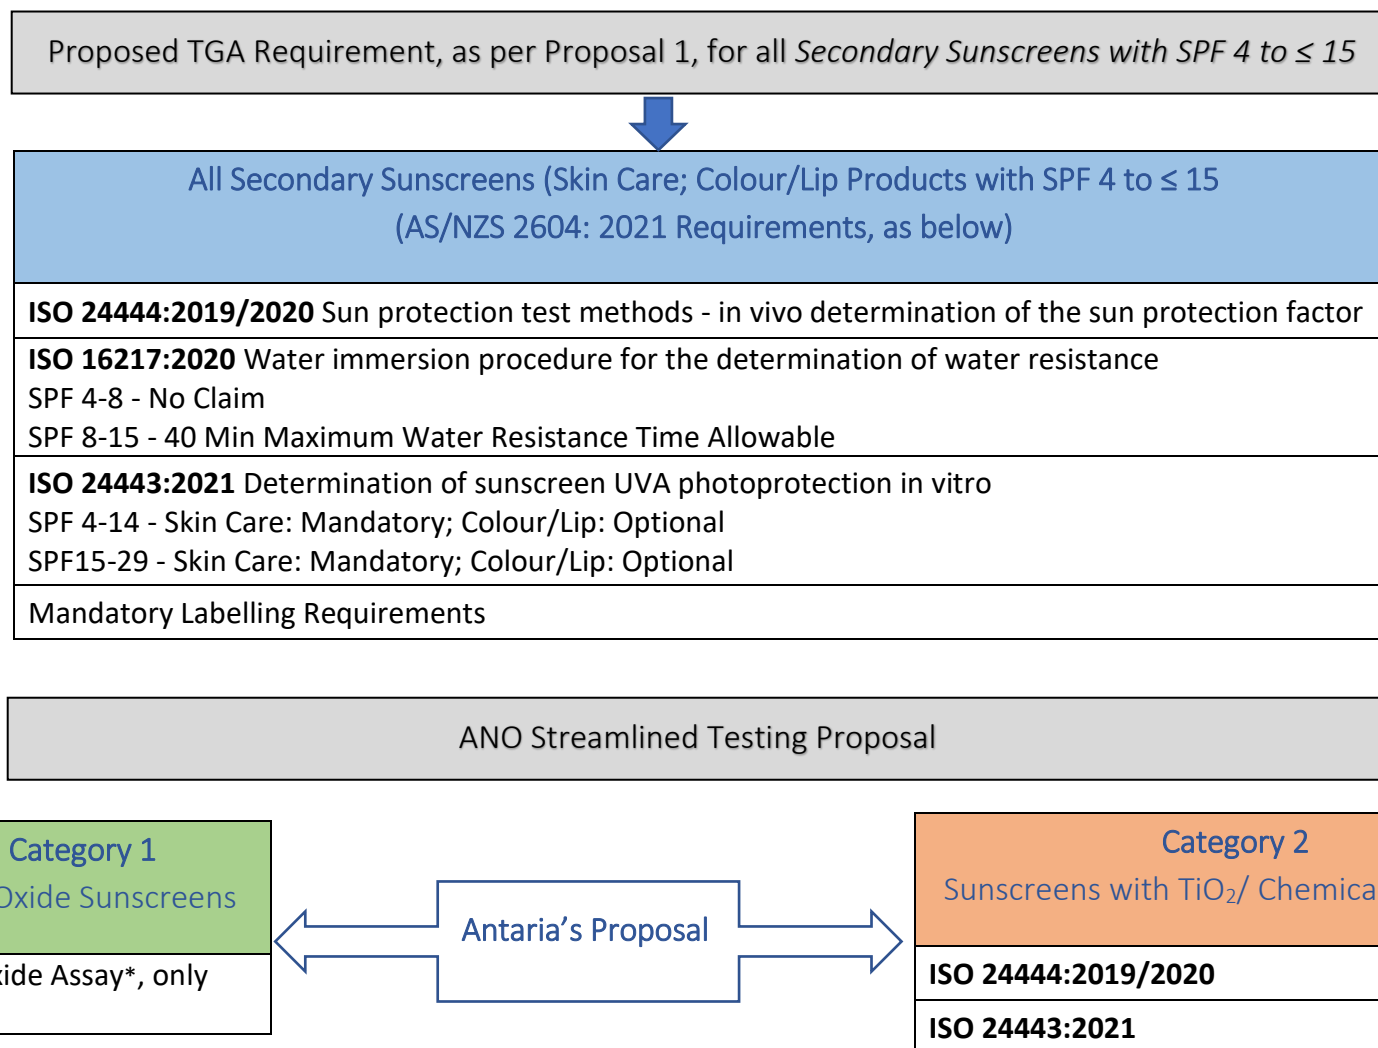 Proposed TGA Requirement, as per Proposal 1, for all Secondary Sunscreens with SPF 4 to ≤ 15
All Secondary Sunscreens (Skin Care; Colour/Lip Products with SPF 4 to ≤ 15
(AS/NZS 2604: 2021 Requirements, as below)
ISO 24444:2019/2020 Sun protection test methods - in vivo determination of the sun protection factor
ISO 16217:2020 Water immersion procedure for the determination of water resistance
SPF 4-8 - No Claim
SPF 8-15 - 40 Min Maximum Water Resistance Time Allowable
ISO 24443:2021 Determination of sunscreen UVA photoprotection in vitro
SPF 4-14 - Skin Care: Mandatory; Colour/Lip: Optional
SPF15-29 - Skin Care: Mandatory; Colour/Lip: Optional
Mandatory Labelling Requirements
ANO Streamlined Testing Proposal
Category 1
Oxide Sunscreens
Assay*, only
Antaria's Proposal
Category 2
Sunscreens with TiO₂/
ISO 24444:2019/2020
ISO 24443:2021